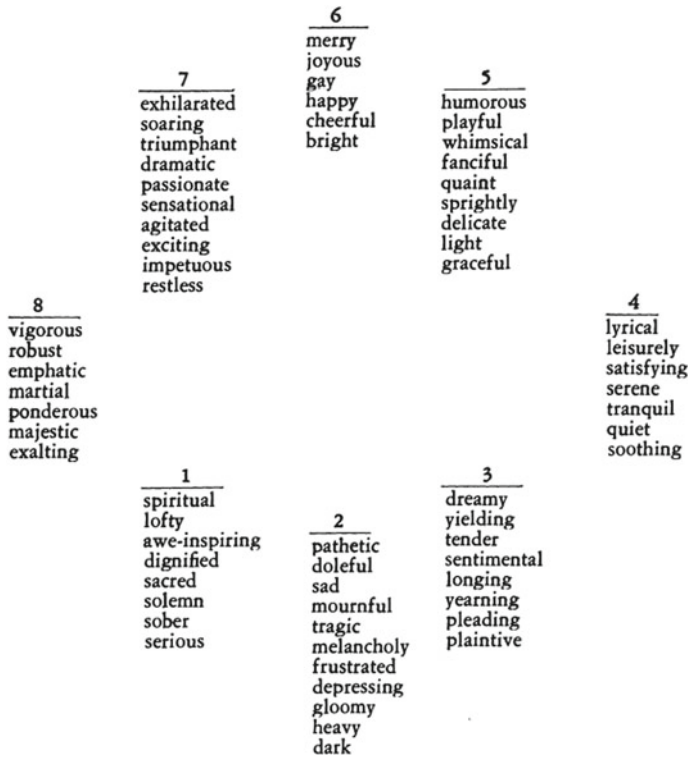 6
merry
joyous
gay
happy
cheerful
bright
7
exhilarated
soaring
triumphant
dramatic
passionate
sensational
agitated
exciting
impetuous
restless
5
humorous
playful
whimsical
fanciful
quaint
sprightly
delicate
light
graceful
8
vigorous
robust
emphatic
martial
ponderous
majestic
exalting
4
lyrical
leisurely
satisfying
serene
tranquil
quiet
soothing
1
spiritual
lofty
awe-inspiring
dignified
sacred
solemn
sober
serious
2
pathetic
doleful
sad
mournful
tragic
melancholy
frustrated
depressing
gloomy
heavy
dark
3
dreamy
yielding
tender
sentimental
longing
yearning
pleading
plaintive